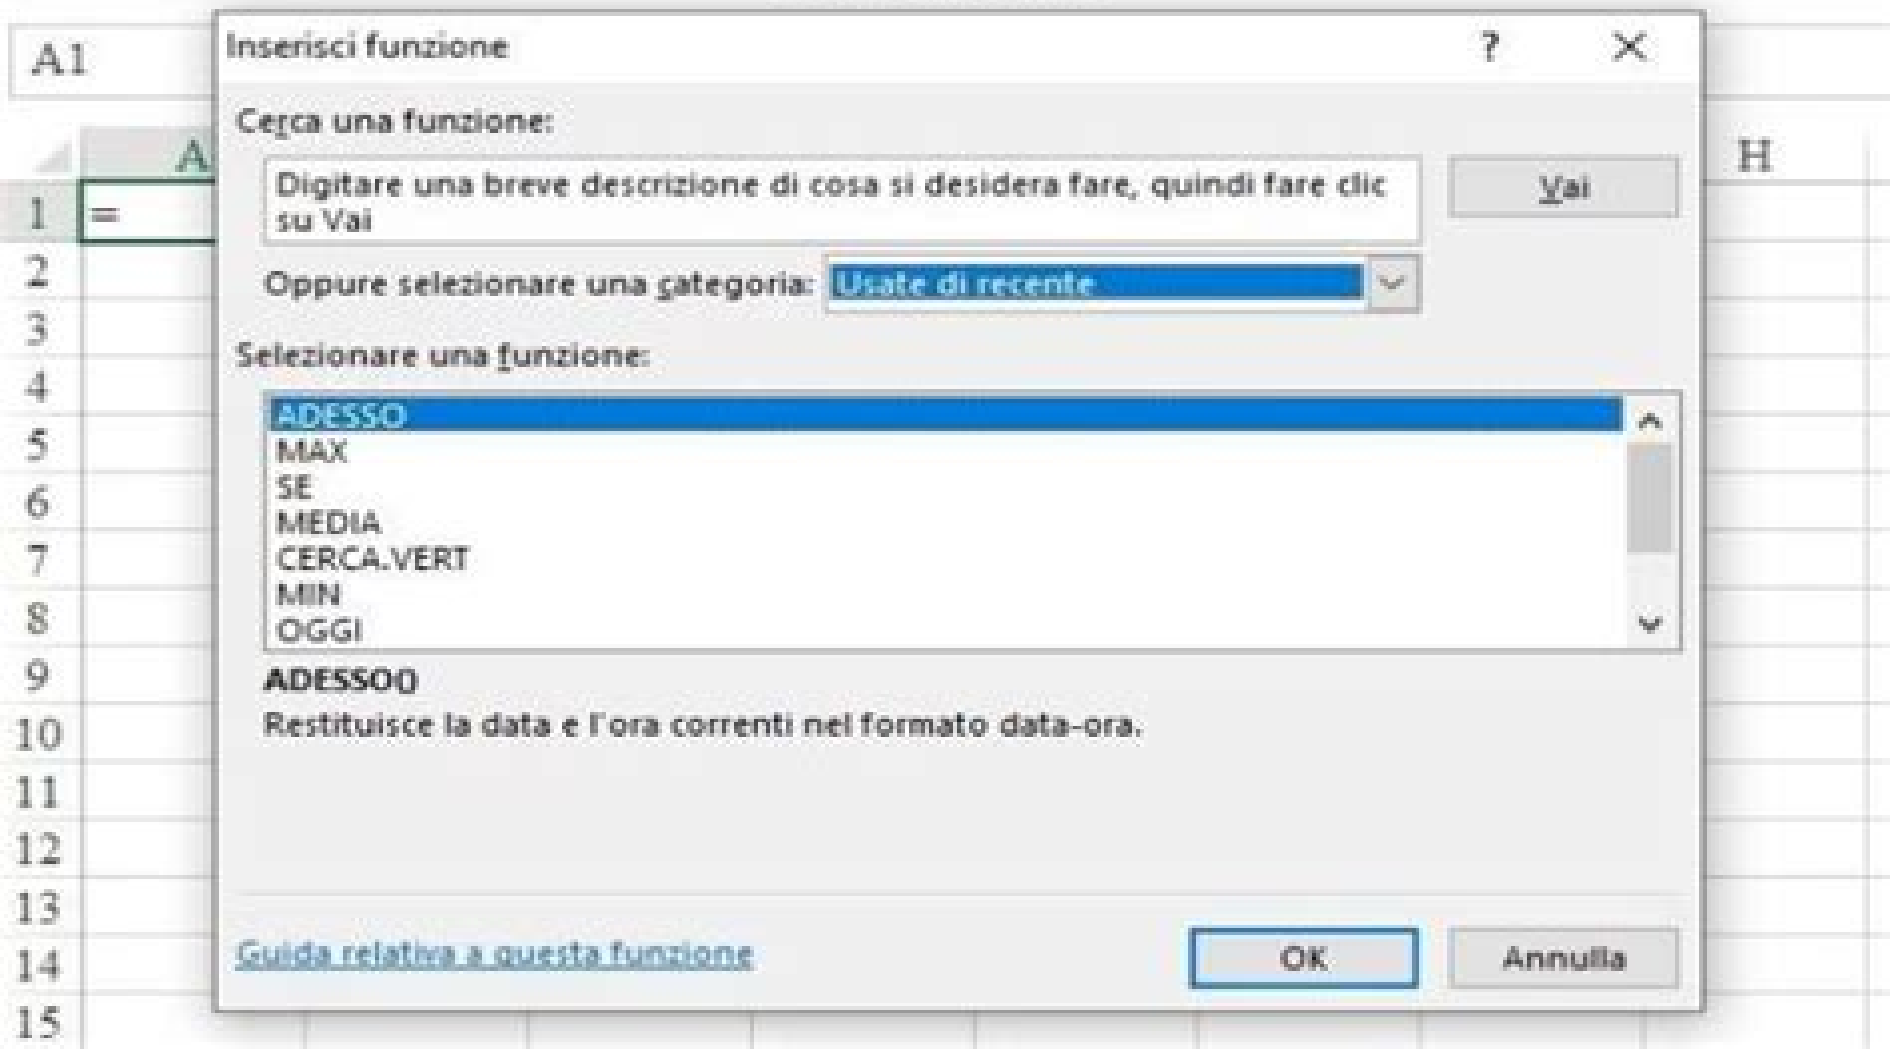 A1
Inserisci funzione
?
Cerca una funzione:
Digitare una breve descrizione di cosa si desidera fare, quindi fare clic
su Vai
Vai
Oppure selezionare una categoria: Usate di recente
Selezionare una funzione:
ADESSO
MAX
SE
MEDIA
CERCA.VERT
MIN
OGGI
ADESSO()
Restituisce la data e l'ora correnti nel formato data-ora.
Guida relativa a questa funzione
OK
Annulla
A
H
1 =
2
3
4
5
6
7
8
9
10
11
12
13
14
15